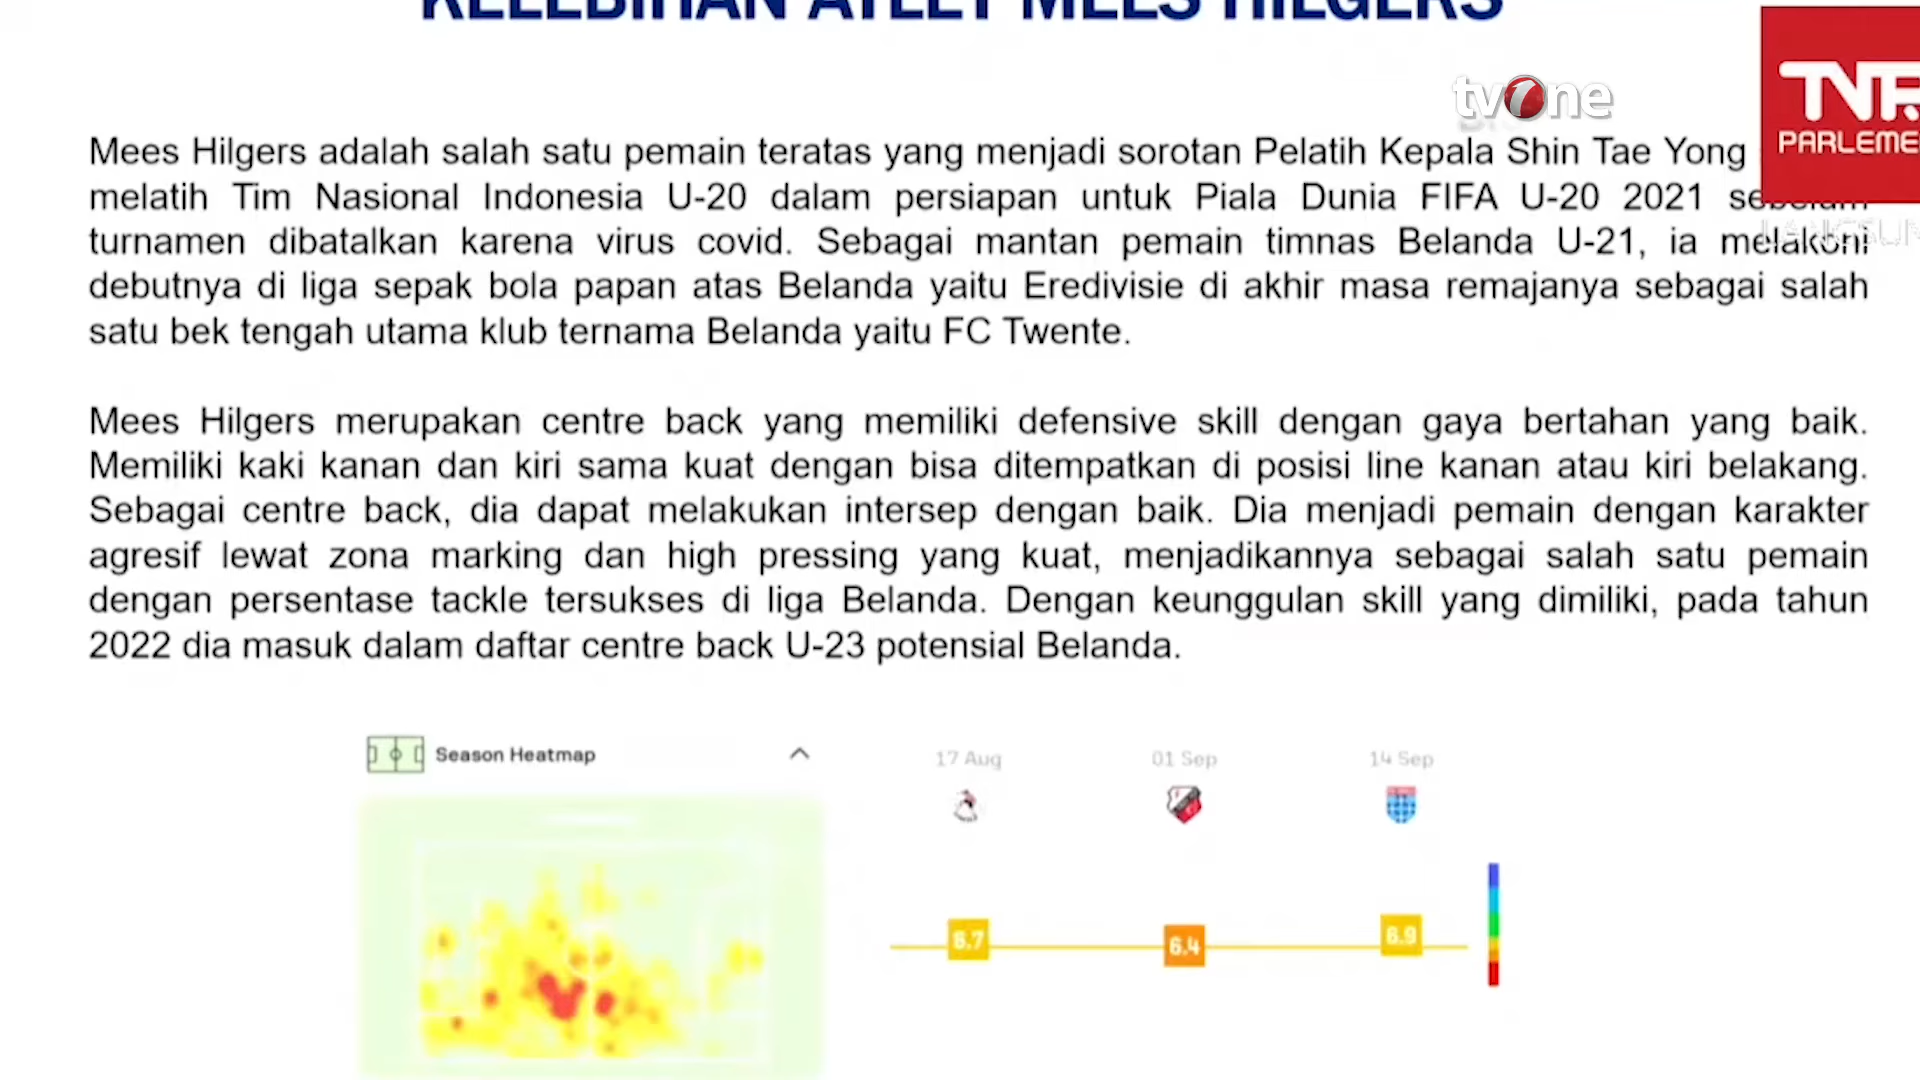 KELEBIHAN ATLET MEES HILGERS
tvOne
TVR
PARLEME
Mees Hilgers adalah salah satu pemain teratas yang menjadi sorotan Pelatih Kepala Shin Tae Yong
melatih Tim Nasional Indonesia U-20 dalam persiapan untuk Piala Dunia FIFA U-20 2021 sebelum
turnamen dibatalkan karena virus covid. Sebagai mantan pemain timnas Belanda U-21, ia melakoni
debutnya di liga sepak bola papan atas Belanda yaitu Eredivisie di akhir masa remajanya sebagai salah
satu bek tengah utama klub ternama Belanda yaitu FC Twente.
Mees Hilgers merupakan centre back yang memiliki defensive skill dengan gaya bertahan yang baik.
Memiliki kaki kanan dan kiri sama kuat dengan bisa ditempatkan di posisi line kanan atau kiri belakang.
Sebagai centre back, dia dapat melakukan intersep dengan baik. Dia menjadi pemain dengan karakter
agresif lewat zona marking dan high pressing yang kuat, menjadikannya sebagai salah satu pemain
dengan persentase tackle tersukses di liga Belanda. Dengan keunggulan skill yang dimiliki, pada tahun
2022 dia masuk dalam daftar centre back U-23 potensial Belanda.
Season Heatmap
17 Aug 01 Sep 14 Sep
6.7 6.4 6.9